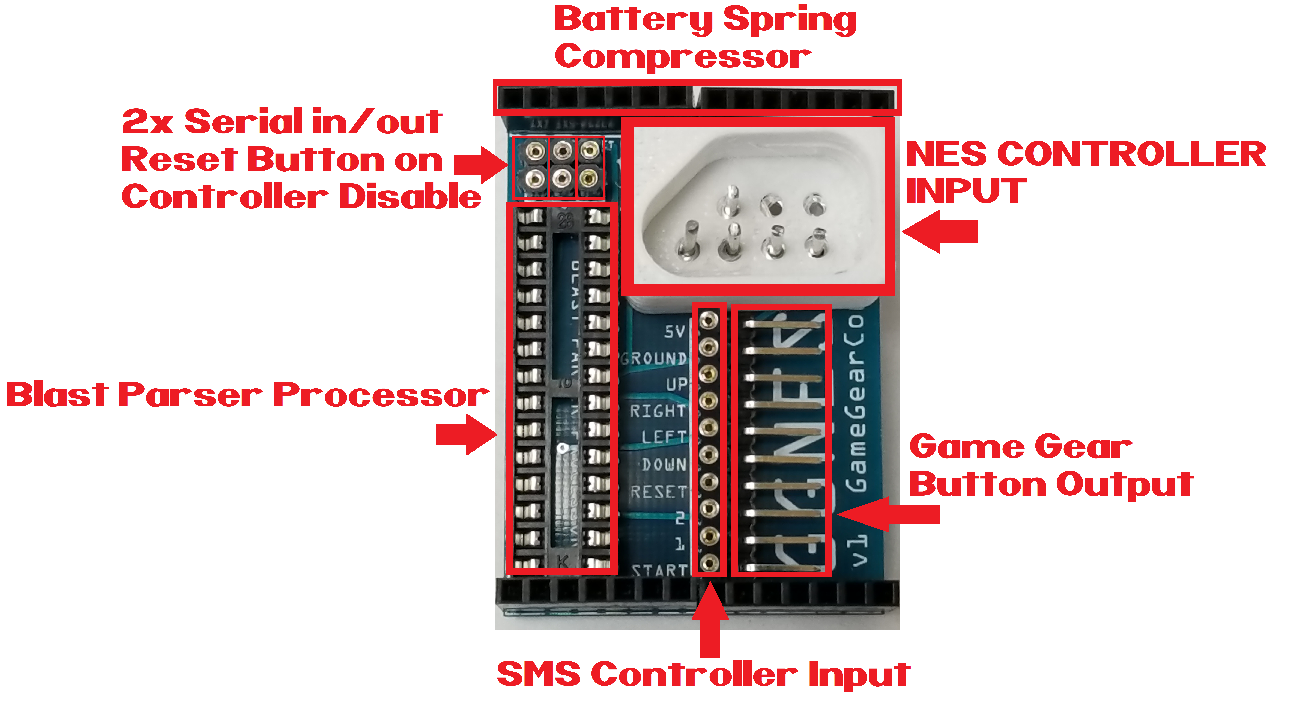 Battery Spring
Compressor
2x Serial in/out
Reset Button on
Controller Disable
NES CONTROLLER
INPUT
Blast Parser Processor
5V
GROUND
UP
RIGHT
LEFT
DOWN
RESET
2
1
START
v1 GameGearCo
K
Game Gear
Button Output
SMS Controller Input